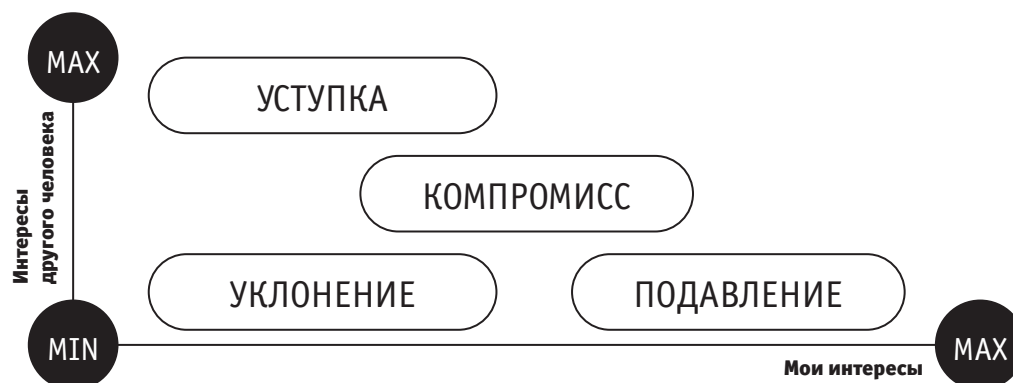 MAX
УСТУПКА
Интересы
другого человека
КОМПРОМИСС
УКЛОНЕНИЕ
ПОДАВЛЕНИЕ
MIN
Мои интересы
MAX